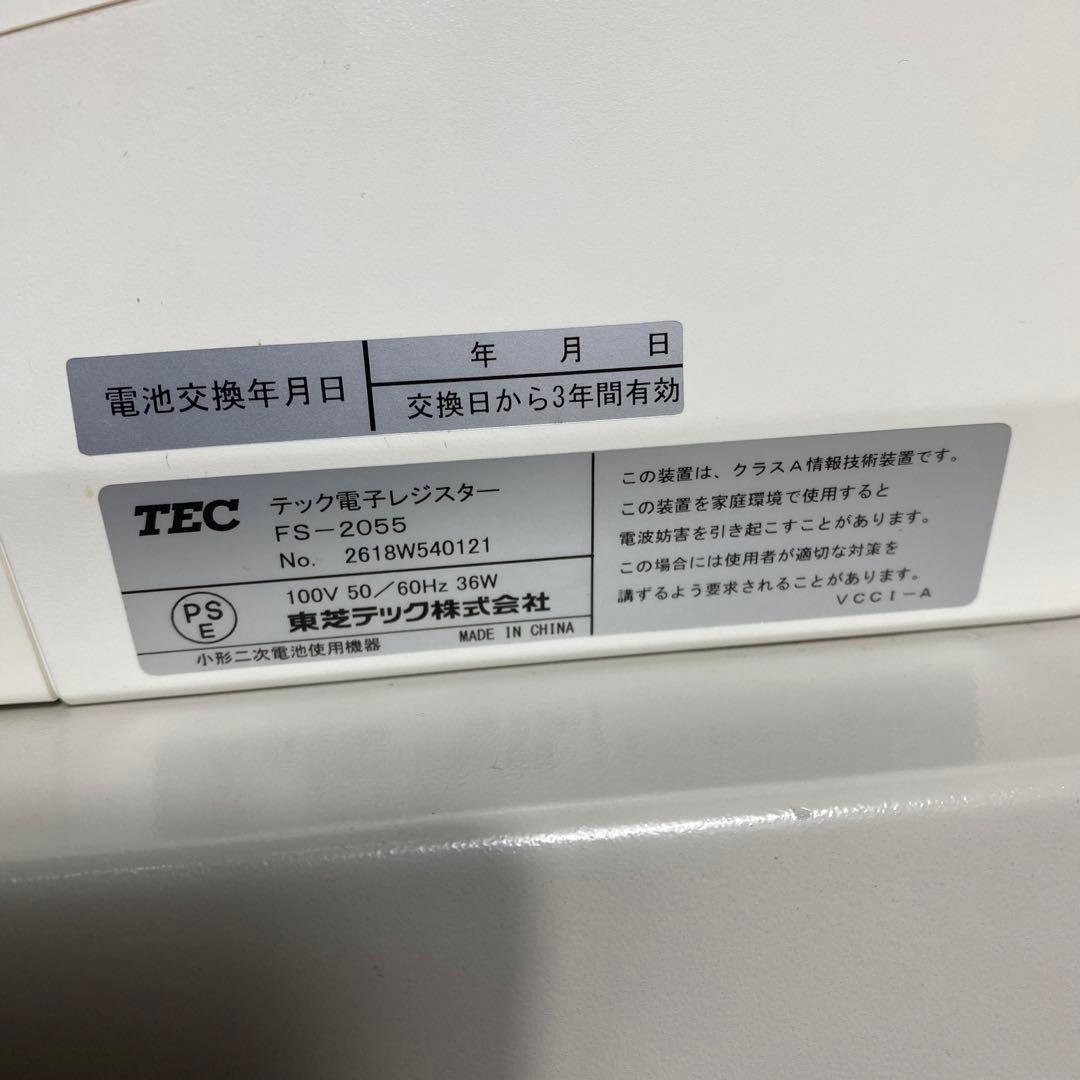 電池交換年月日
年 月 日
交換日から3年間有効
TEC テック電子レジスター
FS-2055
No. 2618W540121
PS
E
100V 50/60Hz 36W
東芝テック株式会社
小形二次電池使用機器
MADE IN CHINA
この装置は、クラスA情報技術装置です。
この装置を家庭環境で使用すると
電波妨害を引き起こすことがあります。
この場合には使用者が適切な対策を
講ずるよう要求されることがあります。
VCCI-A